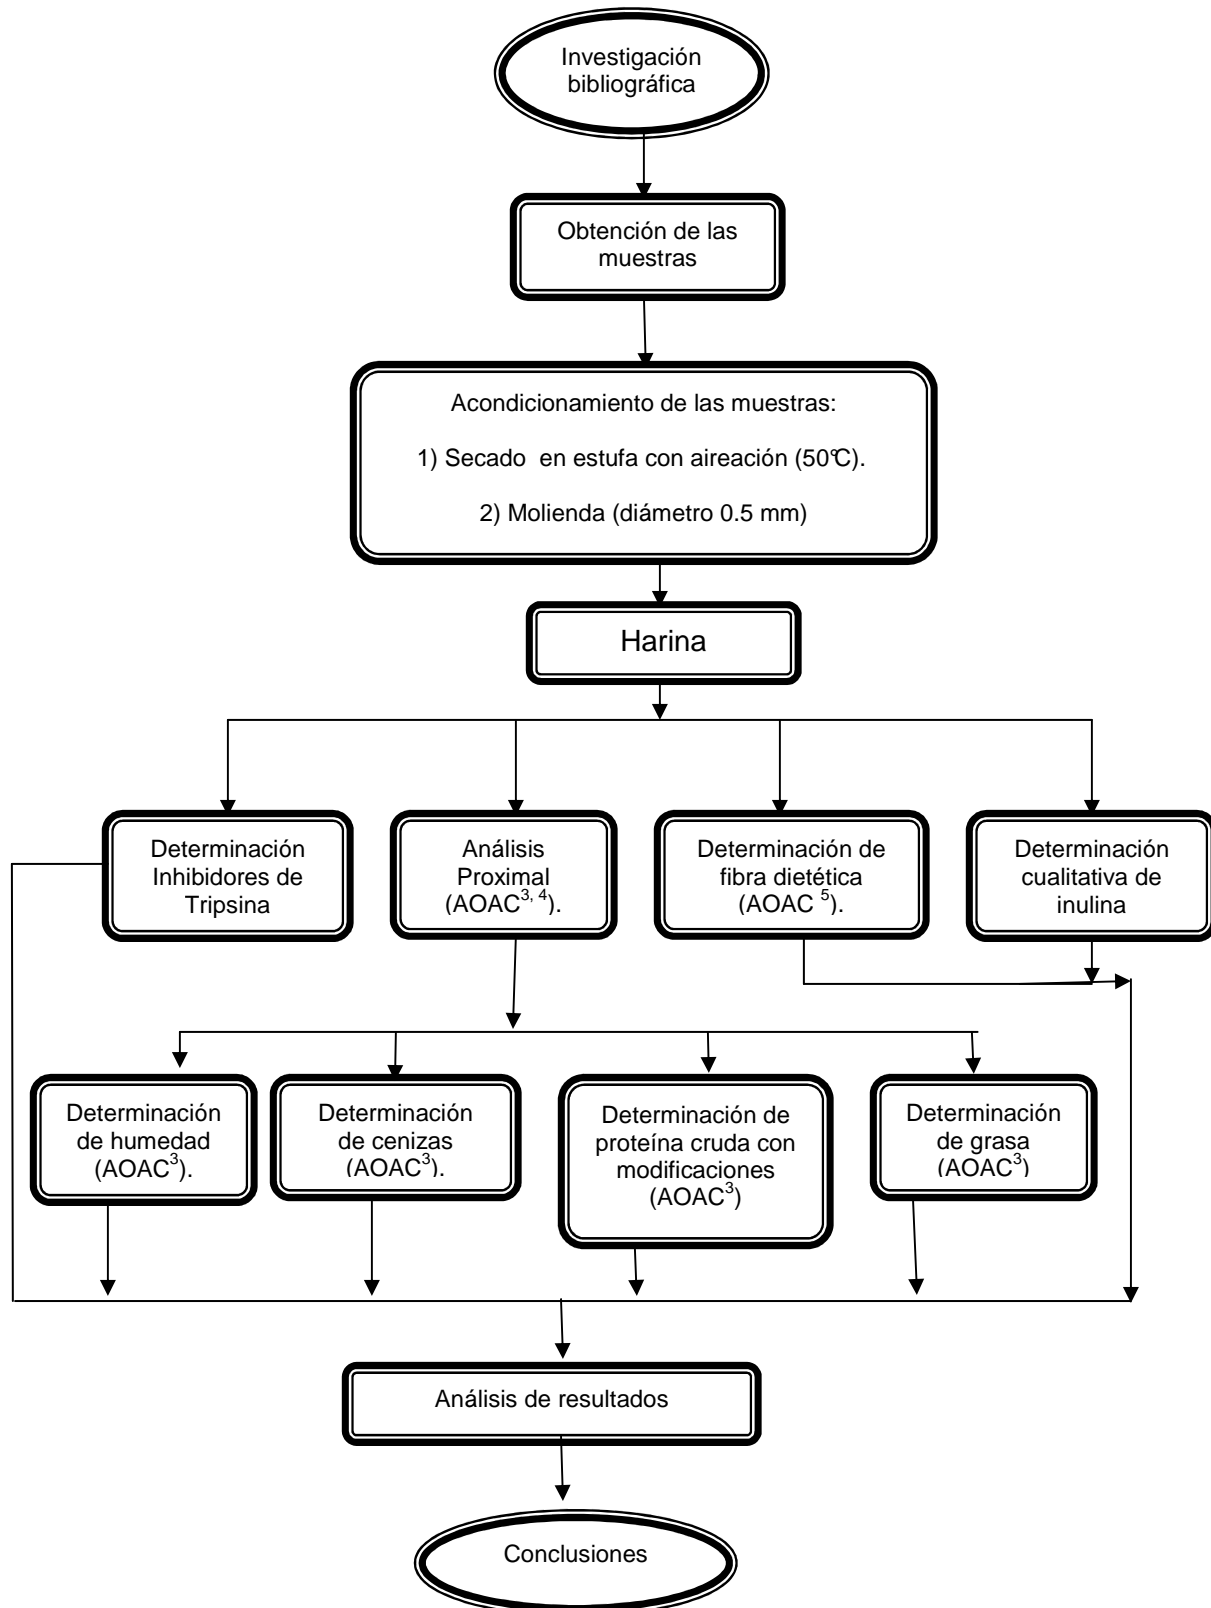 Investigación
bibliográfica
Obtención de las
muestras
Acondicionamiento de las muestras:
1) Secado en estufa con aireación (50°C).
2) Molienda (diámetro 0.5 mm)
Harina
Determinación
Inhibidores de
Tripsina
Análisis
Proximal
(AOAC3, 4).
Determinación de
fibra dietética
(AOAC 5).
Determinación
cualitativa de
inulina
Determinación
de humedad
(AOAC3).
Determinación
de cenizas
(AOAC3).
Determinación de
proteína cruda con
modificaciones
(AOAC3)
Determinación
de grasa
(AOAC3)
Análisis de resultados
Conclusiones